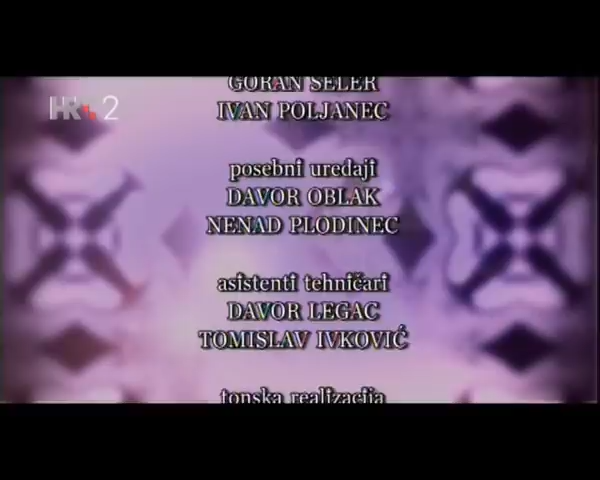 HRT 2
GORAN ŠELER
IVAN POLJANEC
posebni uređaji
DAVOR OBLAK
NENAD PLODINEC
asistenti tehničari
DAVOR LEGAC
TOMISLAV IVKOVIĆ
tonska realizacija